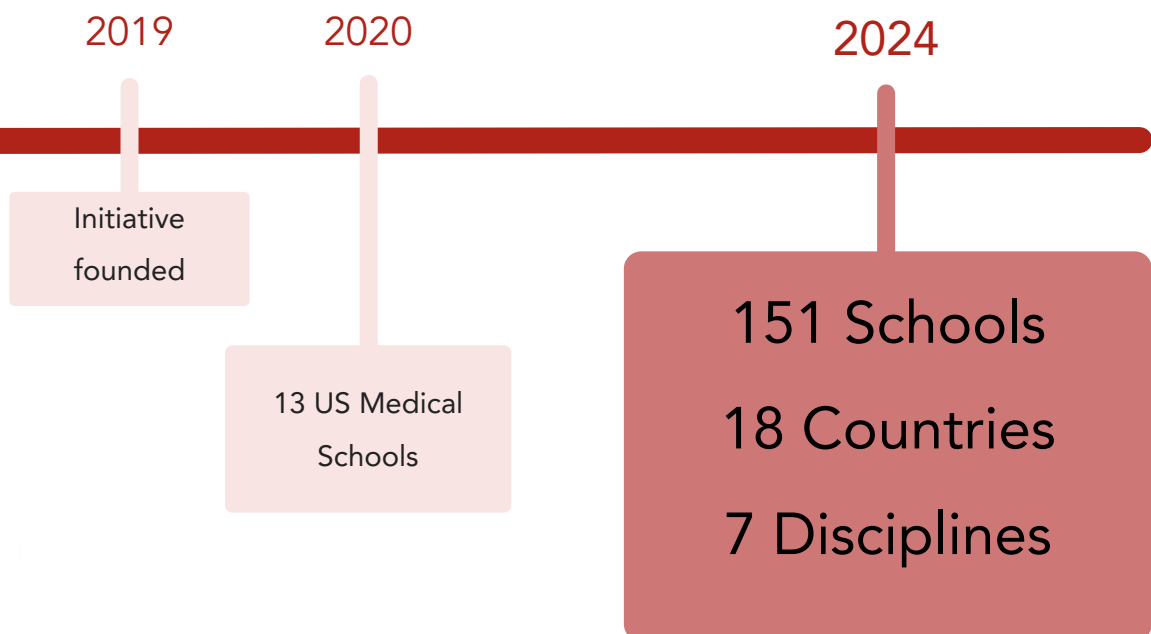 2019
2020
2024
Initiative
founded
13 US Medical
Schools
151 Schools
18 Countries
7 Disciplines